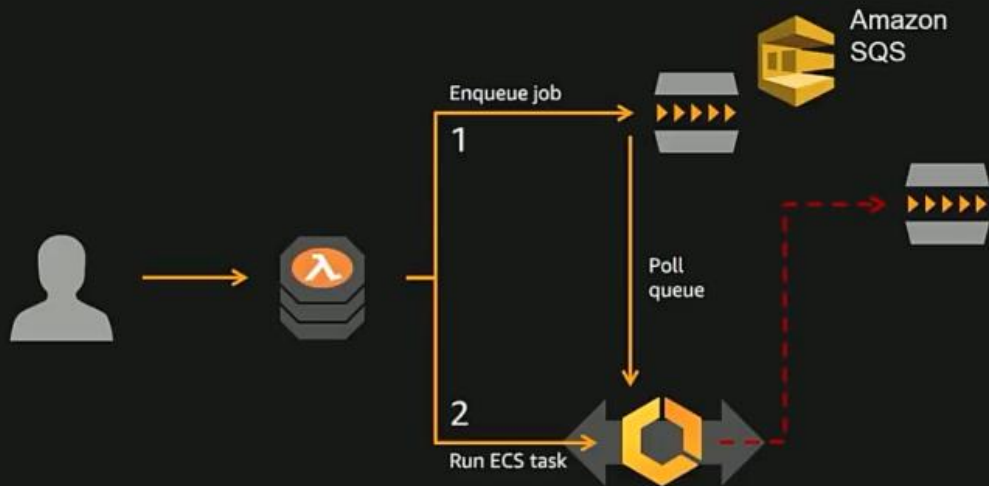 Amazon
SQS
Enqueue job
1
Poll
queue
2
Run ECS task
λ